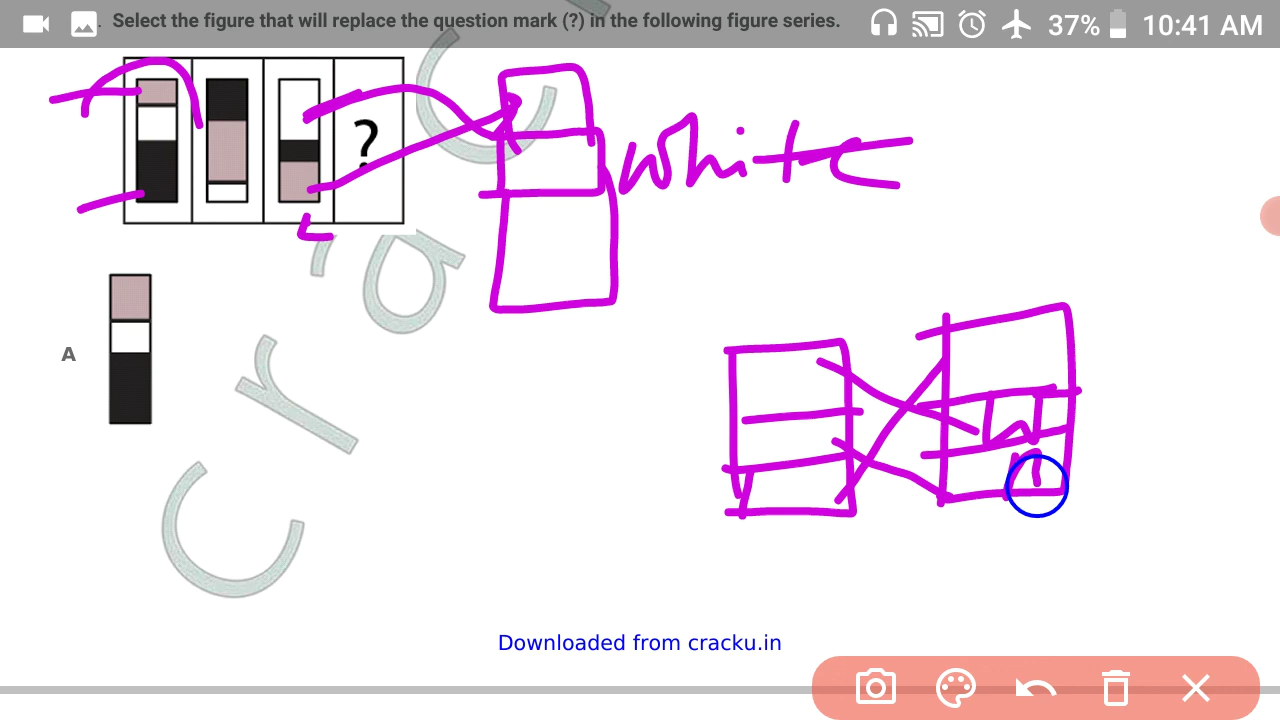 . Select the figure that will replace the question mark (?) in the following figure series.
37% 10:41 AM
?
white
A
W
Crac
Downloaded from cracku.in